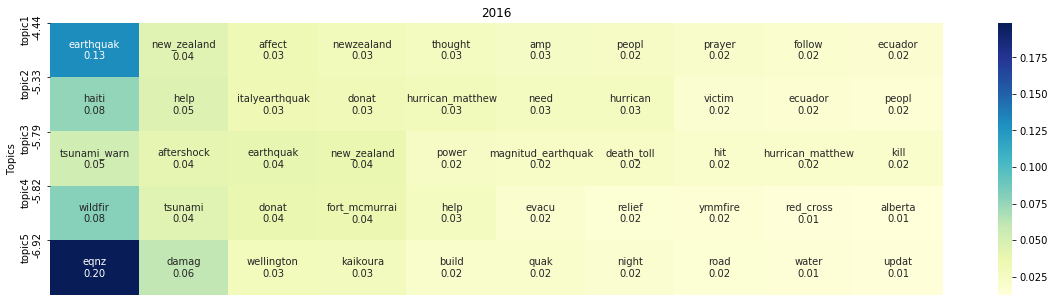 2016
topic1
-4.44
earthquak new_zealand affect newzealand thought amp peopl prayer follow ecuador
0.13 0.04 0.03 0.03 0.03 0.03 0.02 0.02 0.02 0.02
topic2
-5.33
haiti help italyearthquak donat hurrican_matthew need hurrican victim ecuador peopl
0.08 0.05 0.03 0.03 0.03 0.03 0.03 0.02 0.02 0.02
Topics
topic3
-5.79
tsunami_warn aftershock earthquak new_zealand power magnitud_earthquak death_toll hit hurrican_matthew kill
0.05 0.04 0.04 0.04 0.02 0.02 0.02 0.02 0.02 0.02
topic4
-5.82
wildfir tsunami donat fort_mcmurrai help evacu relief ymmfire red_cross alberta
0.08 0.04 0.04 0.04 0.03 0.02 0.02 0.02 0.01 0.01
topic5
-6.92
eqnz damag wellington kaikoura build quak night road water updat
0.20 0.06 0.03 0.03 0.02 0.02 0.02 0.02 0.01 0.01
0.175
0.150
0.125
0.100
0.075
0.050
0.025